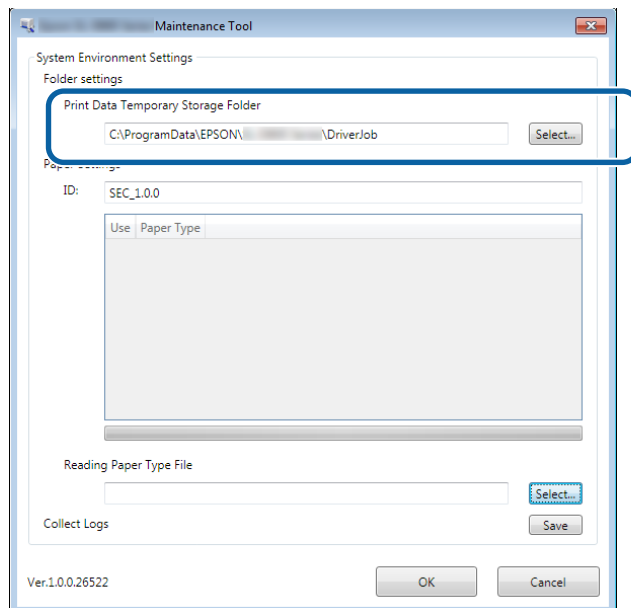 Maintenance Tool
System Environment Settings
Folder settings
Print Data Temporary Storage Folder
C:\ProgramData\EPSON\ \DriverJob Select...
ID: SEC_1.0.0
Use Paper Type
Reading Paper Type File
Select...
Collect Logs Save
Ver.1.0.0.26522 OK Cancel